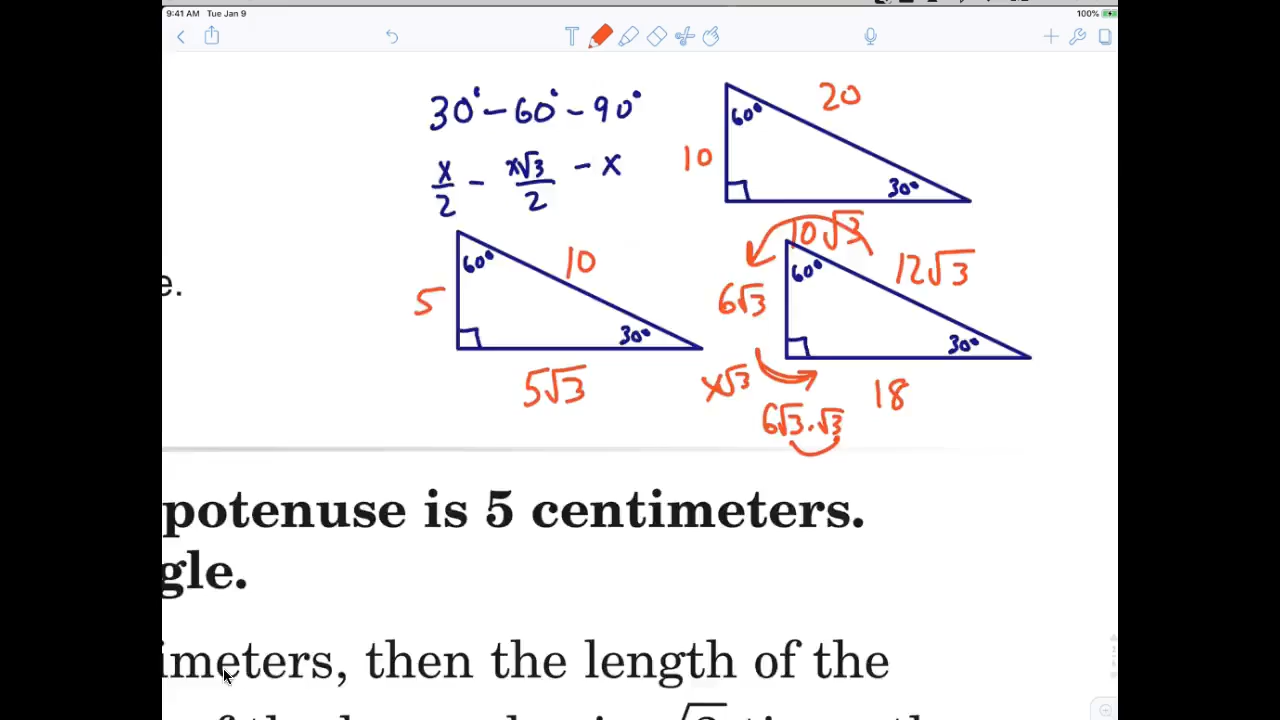 9:41 AM Tue Jan 9
100%
T
30° – 60° – 90°
x/2 – x√3/2 – x
20
60°
10
30°
10√3
60°
10
5
30°
5√3
60°
12√3
6√3
30°
x√3
18
6√3 · √3
e.
potenuse is 5 centimeters.
gle.
imeters, then the length of the